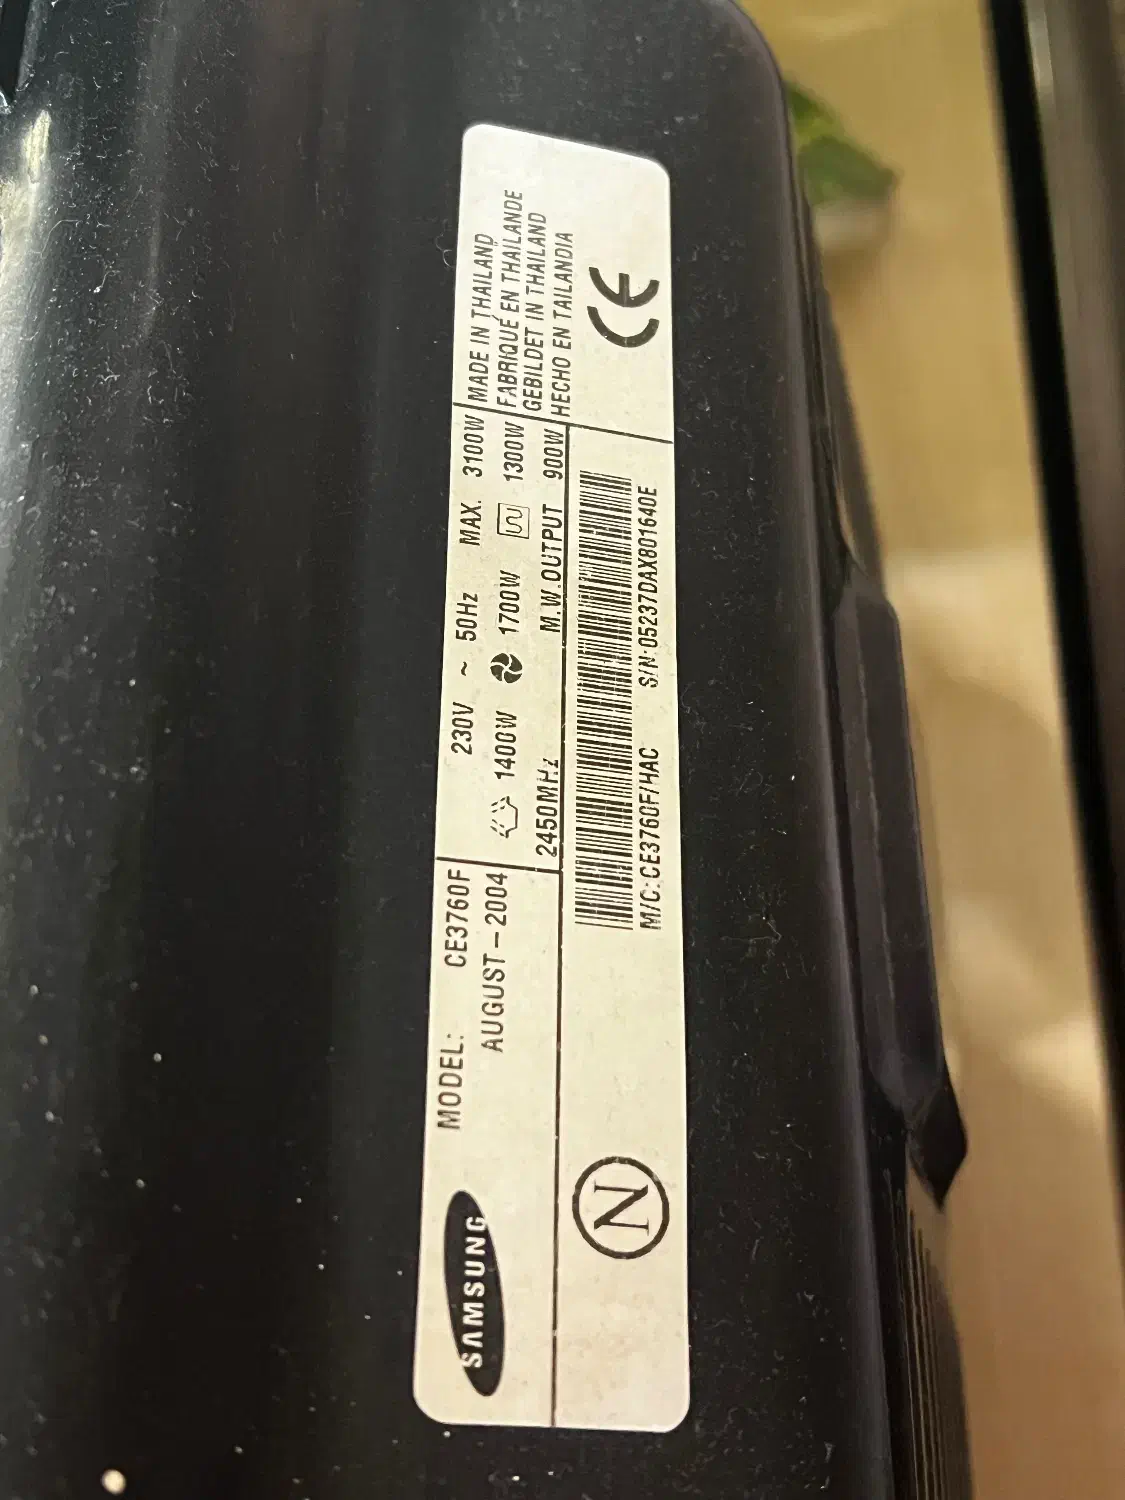 SAMSUNG
MODEL: CE3760F
AUGUST-2004
230V ~ 50Hz MAX. 3100W
1400W 1700W 1300W
2450MHz M.W.OUTPUT 900W
MADE IN THAILAND
FABRIQUÉ EN THAILANDE
GEBILDET IN THAILAND
HECHO EN TAILANDIA
N
M/C:CE3760F/HAC S/N:05237DAX801640E
CE